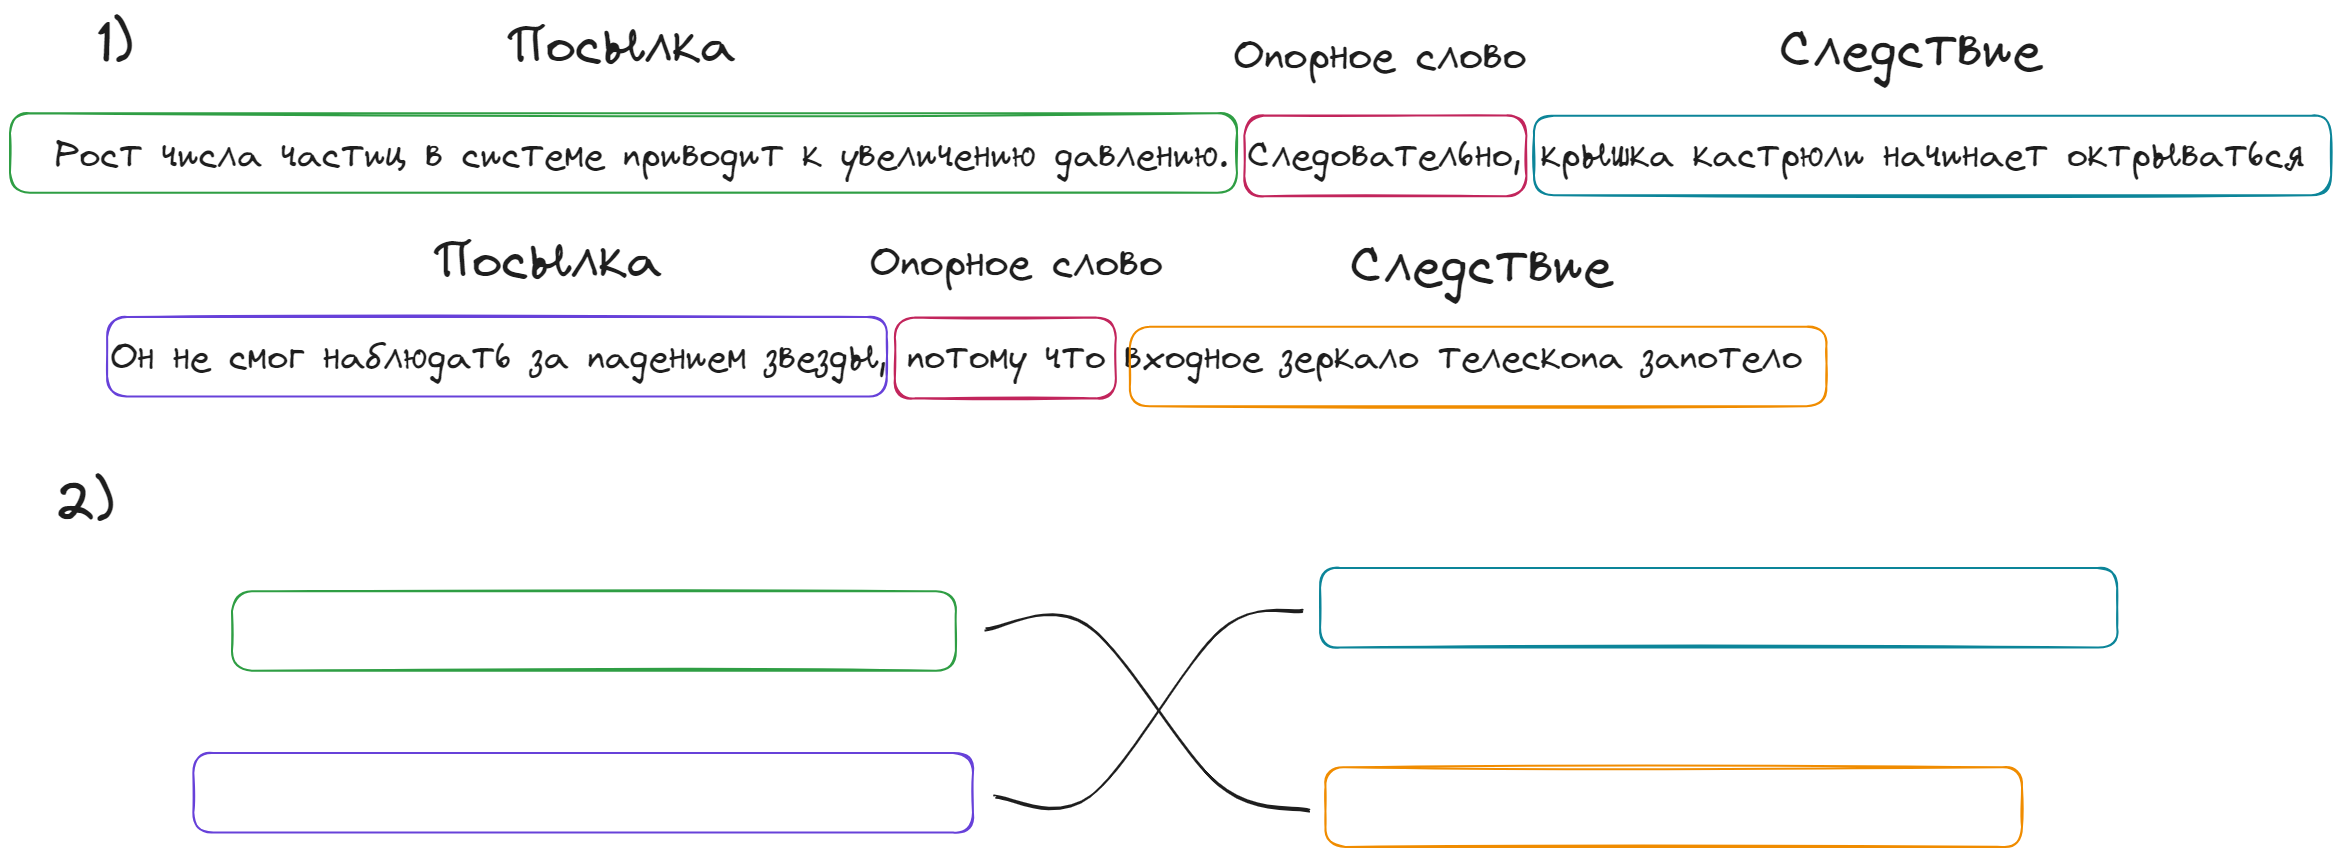 1) Посылка Опорное слово Следствие
Рост числа частиц в системе приводит к увеличению давлению. Следовательно, крышка кастрюли начинает октрываться
Посылка Опорное слово Следствие
Он не смог наблюдать за падением звезды, потому что входное зеркало телескопа запотело
2)